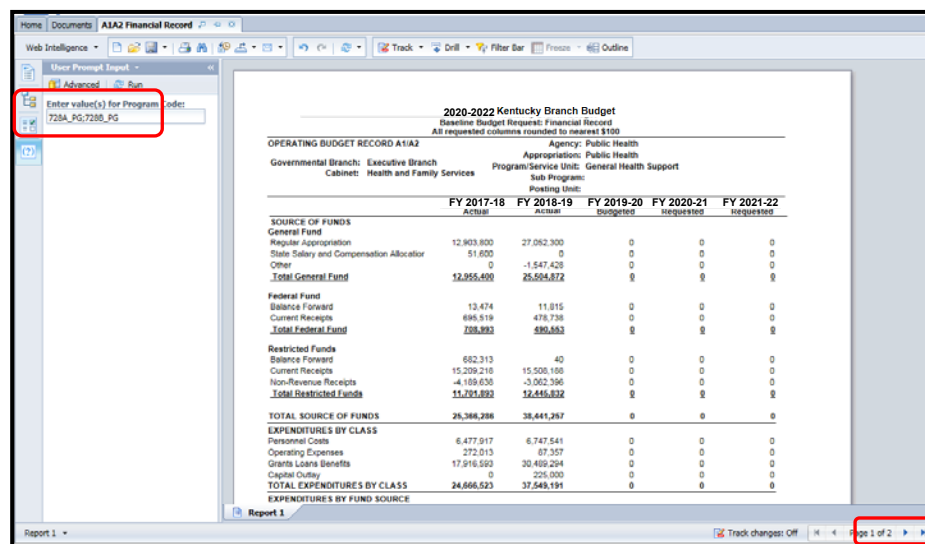 Home Documents A1A2 Financial Record
Web Intelligence Track Drill Filter Bar Freeze Outline
User Prompt Input
Advanced Run
Enter value(s) for Program Code:
728A_PG;728B_PG
2020-2022 Kentucky Branch Budget
Baseline Budget Request: Financial Record
All requested columns rounded to nearest $100
OPERATING BUDGET RECORD A1/A2 Agency: Public Health
Appropriation: Public Health
Governmental Branch: Executive Branch Program/Service Unit: General Health Support
Cabinet: Health and Family Services Sub Program:
Posting Unit:
FY 2017-18 FY 2018-19 FY 2019-20 FY 2020-21 FY 2021-22
Actual Actual Budgeted Requested Requested
SOURCE OF FUNDS
General Fund
Regular Appropriation 12,903,800 27,052,300 0 0 0
State Salary and Compensation Allocation 51,600 0 0 0 0
Other 0 -1,547,428 0 0 0
Total General Fund 12,955,400 25,504,872 0 0 0
Federal Fund
Balance Forward 13,474 11,815 0 0 0
Current Receipts 695,519 478,738 0 0 0
Total Federal Fund 708,993 490,553 0 0 0
Restricted Funds
Balance Forward 682,313 40 0 0 0
Current Receipts 15,209,218 15,508,188 0 0 0
Non-Revenue Receipts -4,189,638 -3,062,396 0 0 0
Total Restricted Funds 11,701,893 12,445,832 0 0 0
TOTAL SOURCE OF FUNDS 25,366,286 38,441,257 0 0 0
EXPENDITURES BY CLASS
Personnel Costs 6,477,917 6,747,541 0 0 0
Operating Expenses 272,013 87,357 0 0 0
Grants Loans Benefits 17,916,593 30,489,294 0 0 0
Capital Outlay 0 225,000 0 0 0
TOTAL EXPENDITURES BY CLASS 24,666,523 37,549,191 0 0 0
EXPENDITURES BY FUND SOURCE
Report 1
Report 1 Track changes: Off Page 1 of 2